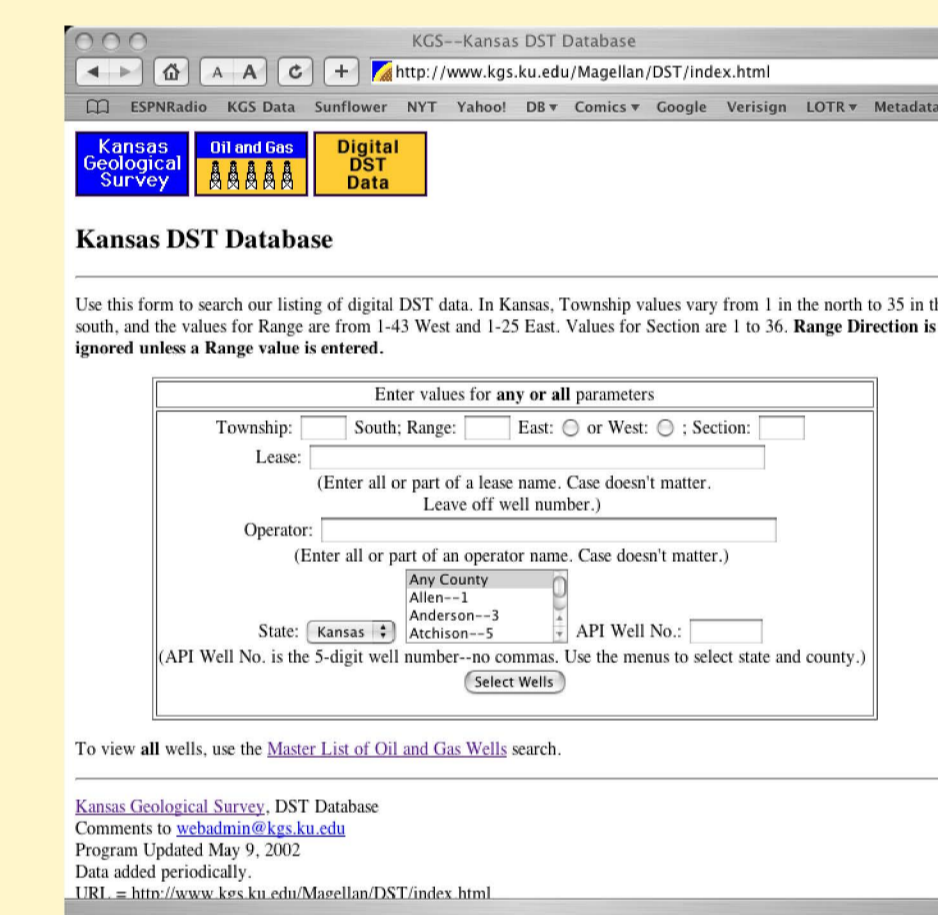 KGS--Kansas DST Database
A A + http://www.kgs.ku.edu/Magellan/DST/index.html
ESPNRadio KGS Data Sunflower NYT Yahoo! DB ▾ Comics ▾ Google Verisign LOTR ▾ Metadata
Kansas
Geological
Survey
Oil and Gas
Digital
DST
Data
Kansas DST Database
Use this form to search our listing of digital DST data. In Kansas, Township values vary from 1 in the north to 35 in th
south, and the values for Range are from 1-43 West and 1-25 East. Values for Section are 1 to 36. Range Direction is
ignored unless a Range value is entered.
Enter values for any or all parameters
Township: South; Range: East: or West: ; Section:
Lease:
(Enter all or part of a lease name. Case doesn't matter.
Leave off well number.)
Operator:
(Enter all or part of an operator name. Case doesn't matter.)
Any County
Allen--1
Anderson--3
State: Kansas Atchison--5 API Well No.:
(API Well No. is the 5-digit well number--no commas. Use the menus to select state and county.)
Select Wells
To view all wells, use the Master List of Oil and Gas Wells search.
Kansas Geological Survey, DST Database
Comments to webadmin@kgs.ku.edu
Program Updated May 9, 2002
Data added periodically.
URL = http://www.kgs.ku.edu/Magellan/DST/index.html